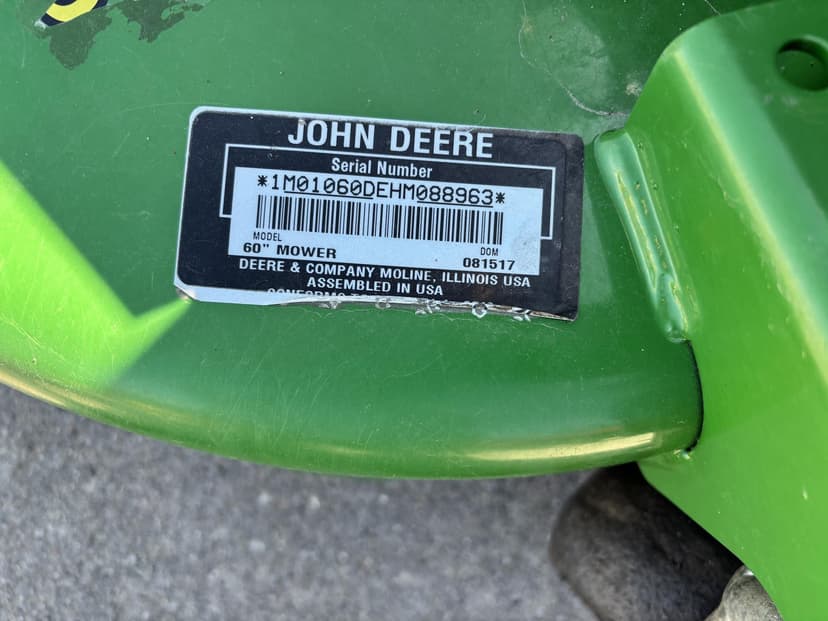 JOHN DEERE
Serial Number
*1M01060DEHM088963*
MODEL
DOM
60" MOWER
081517
DEERE & COMPANY MOLINE, ILLINOIS USA
ASSEMBLED IN USA